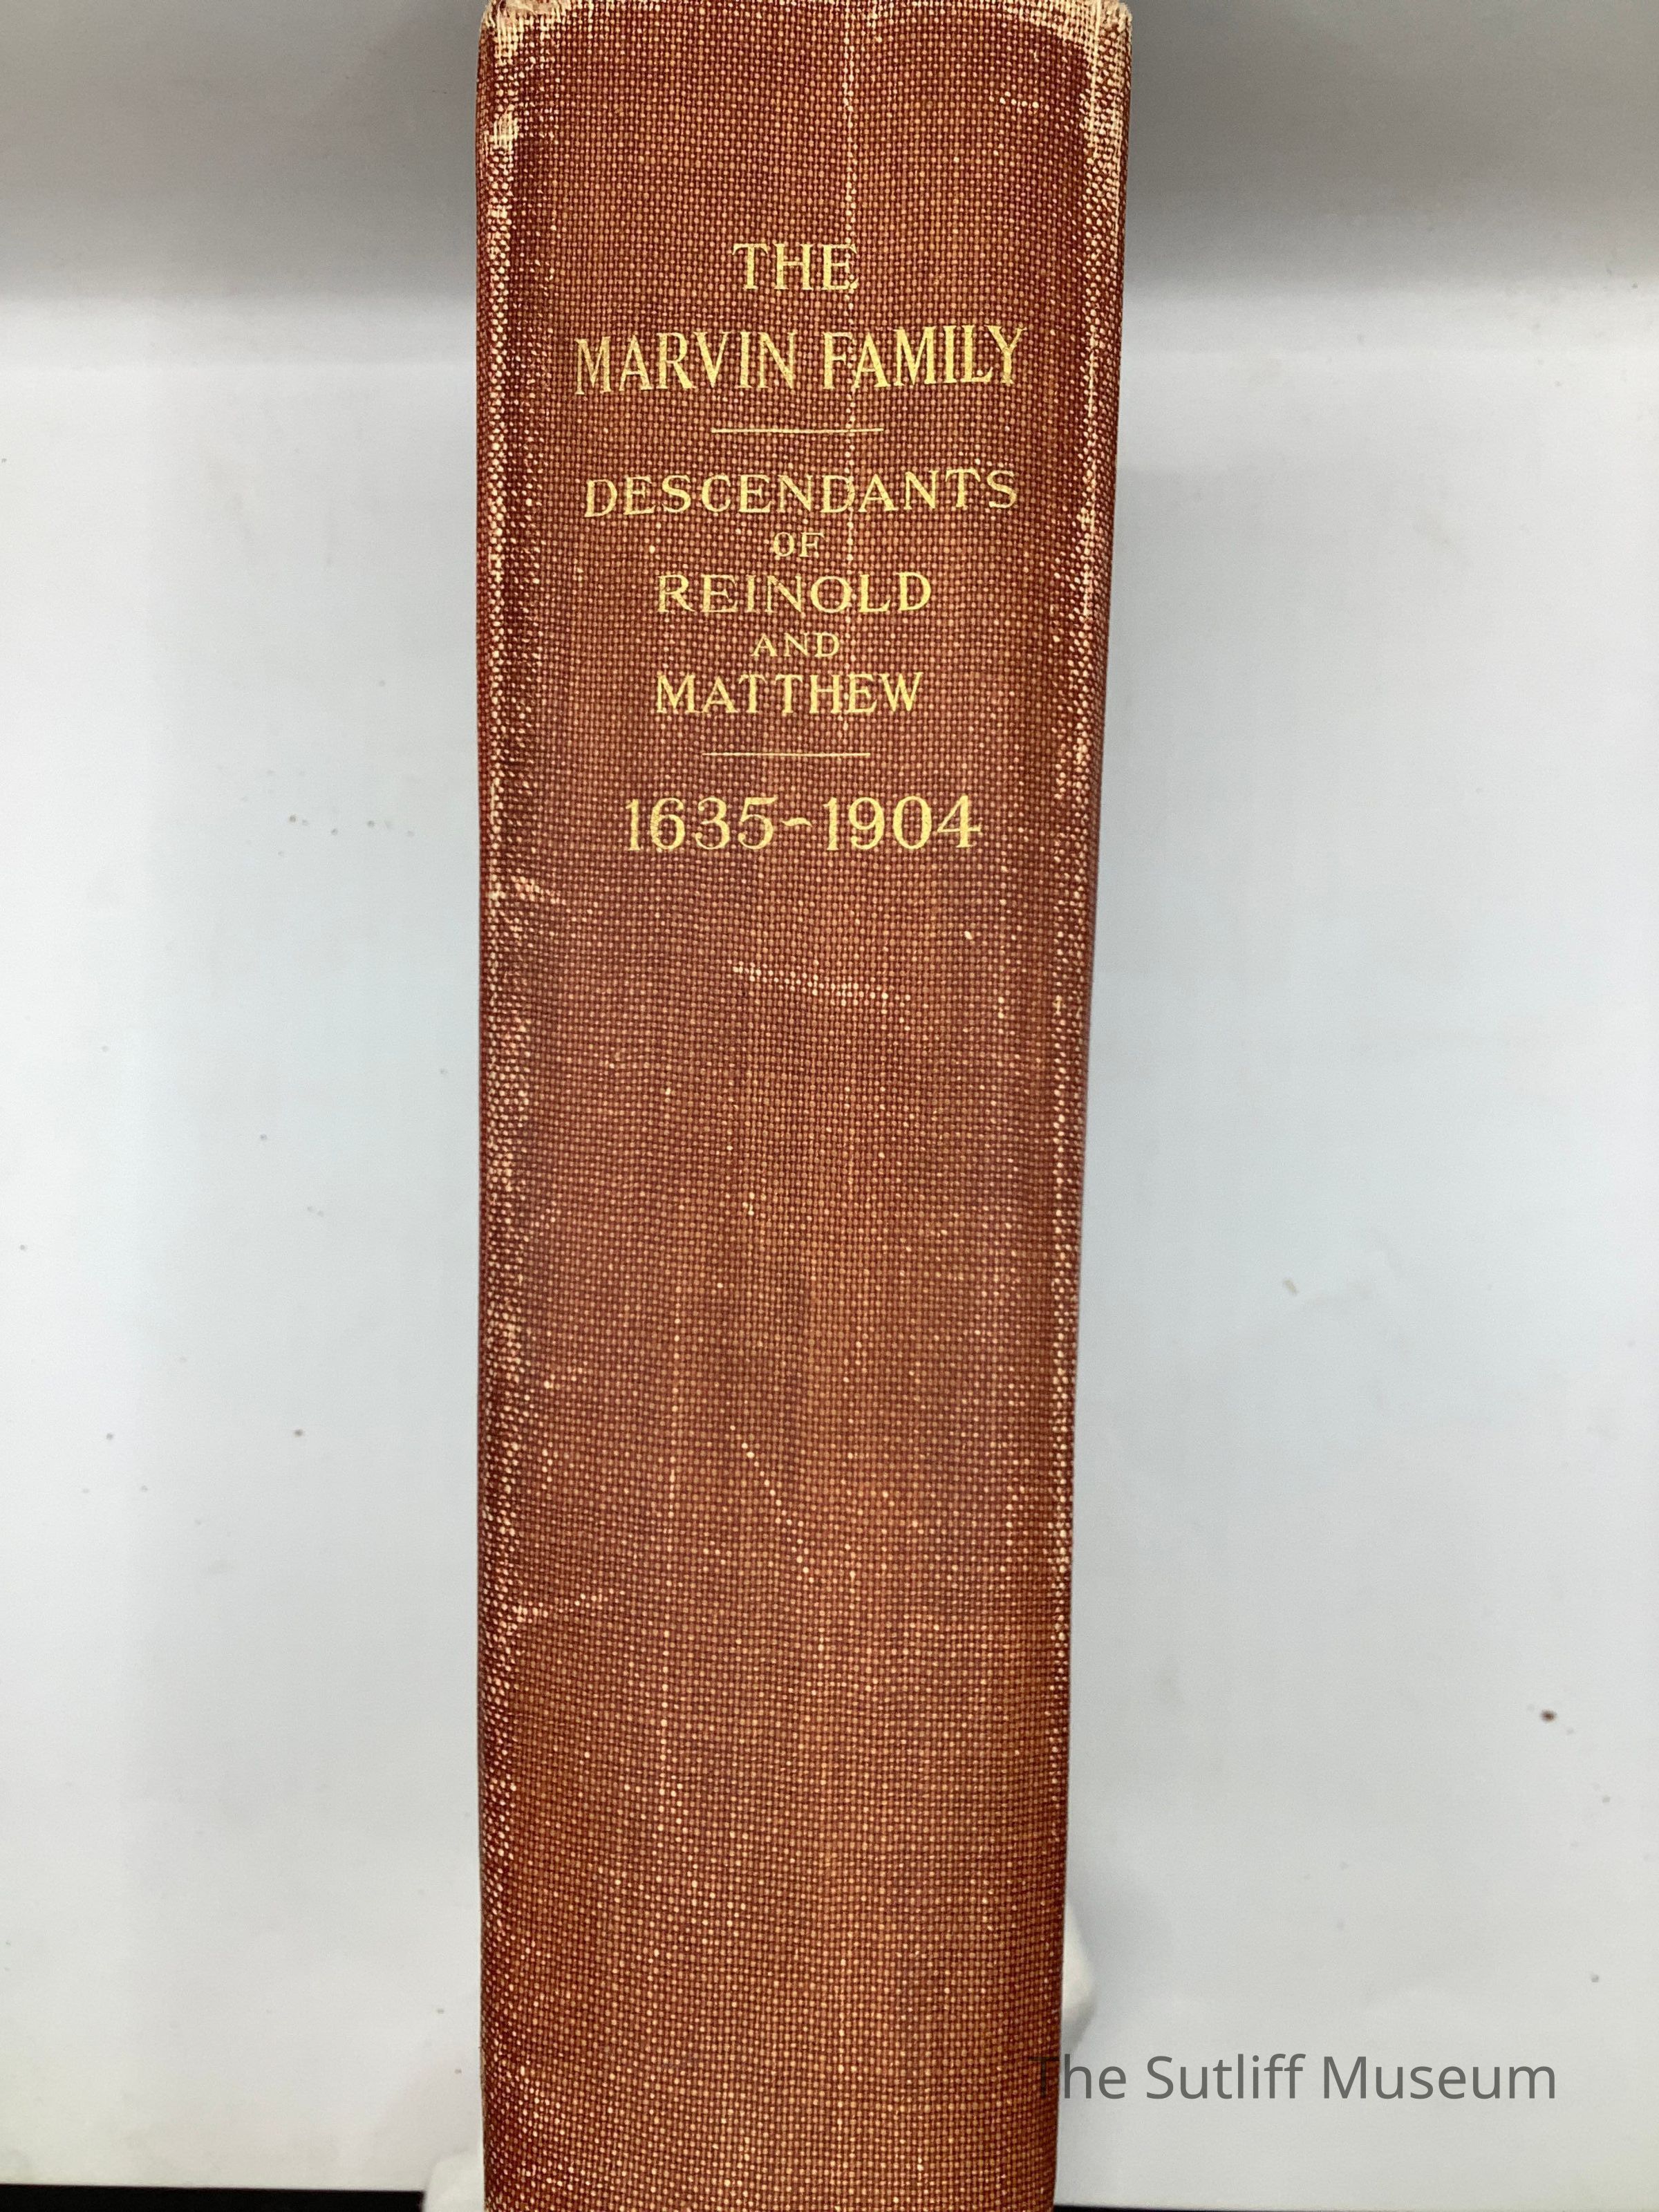 THE
MARVIN FAMILY
DESCENDANTS
OF
REINOLD
AND
MATTHEW
1635-1904
The Sutliff Museum